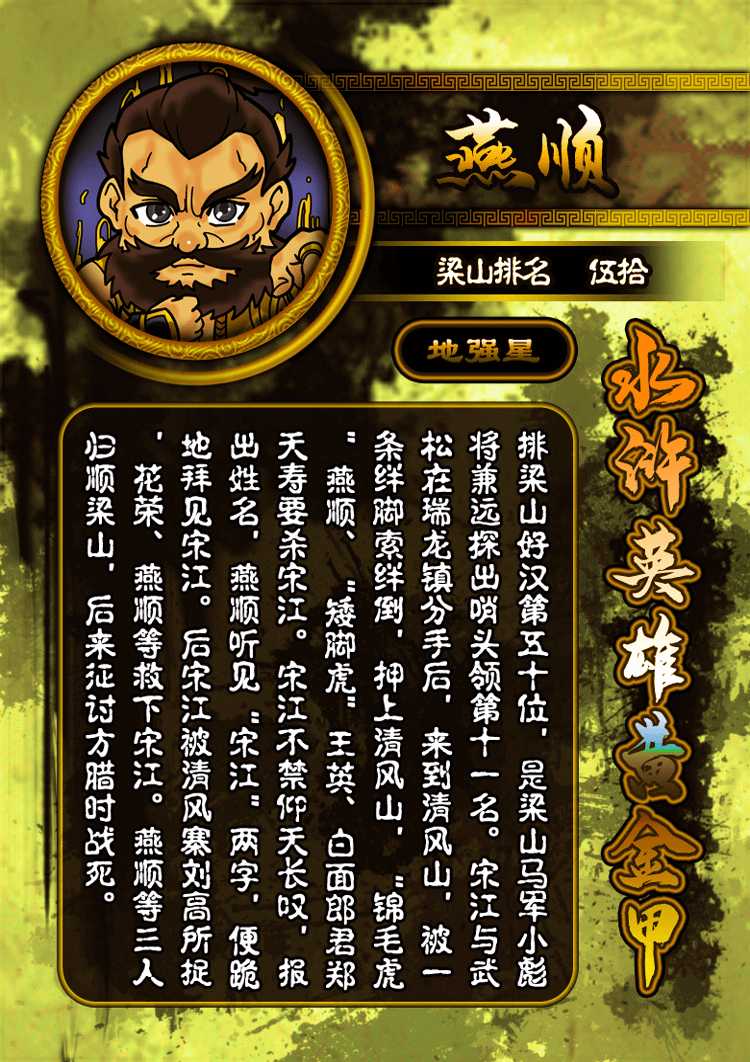 燕顺
梁山排名 伍拾
地强星
水浒英雄黄金甲
排梁山好汉第五十位，是梁山马军小彪
将兼远探出哨头领第十一名。宋江与武
松在瑞龙镇分手后，来到清风山，被一
条绊脚索绊倒，押上清风山，“锦毛虎
”燕顺、“矮脚虎”王英、白面郎君郑
天寿要杀宋江。宋江不禁仰天长叹，报
出姓名，燕顺听见“宋江”两字，便跪
地拜见宋江。后宋江被清风寨刘高所捉
，花荣、燕顺等救下宋江。燕顺等三人
归顺梁山，后来征讨方腊时战死。